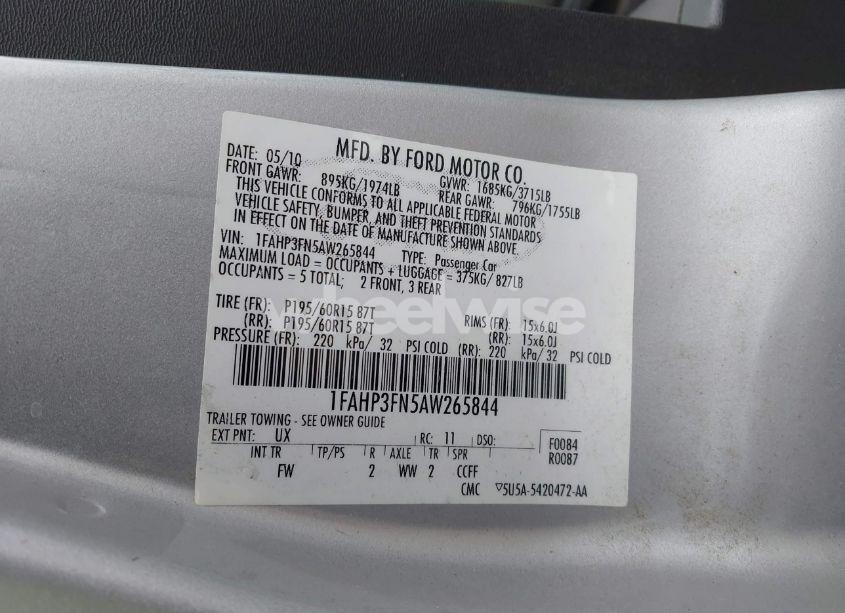 MFD. BY FORD MOTOR CO.
DATE: 05/10 GVWR: 1685KG/3715LB
FRONT GAWR: 895KG/1974LB REAR GAWR: 796KG/1755LB
THIS VEHICLE CONFORMS TO ALL APPLICABLE FEDERAL MOTOR
VEHICLE SAFETY, BUMPER, AND THEFT PREVENTION STANDARDS
IN EFFECT ON THE DATE OF MANUFACTURE SHOWN ABOVE.
VIN: 1FAHP3FN5AW265844 TYPE: Passenger Car
MAXIMUM LOAD = OCCUPANTS + LUGGAGE = 375KG/ 827LB
OCCUPANTS = 5 TOTAL; 2 FRONT, 3 REAR
wheelwise
TIRE (FR): P195/60R15 87T RIMS (FR): 15x6.0J
(RR): P195/60R15 87T (RR): 15x6.0J
PRESSURE (FR): 220 kPa/ 32 PSI COLD (RR): 220 kPa/ 32 PSI COLD
1FAHP3FN5AW265844
TRAILER TOWING - SEE OWNER GUIDE
EXT PNT: UX RC: 11 DSO: F0084
R0087
INT TR TP/PS R AXLE TR SPR
FW 2 WW 2 CCFF
CMC ▽5U5A-5420472-AA